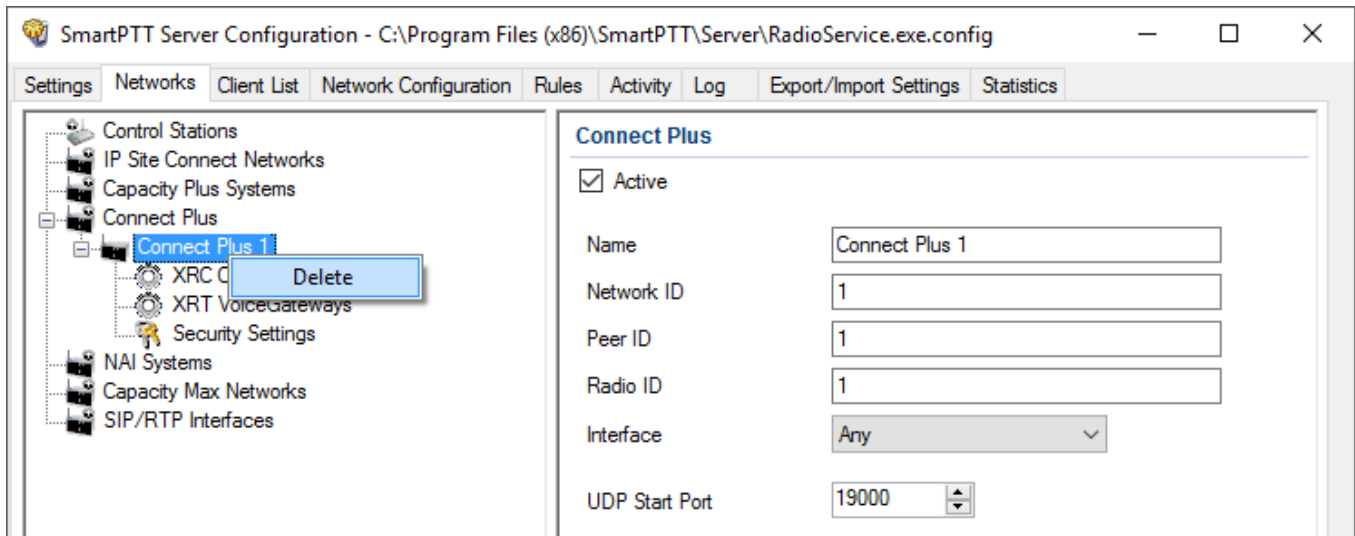 SmartPTT Server Configuration - C:\Program Files (x86)\SmartPTT\Server\RadioService.exe.config
Settings Networks Client List Network Configuration Rules Activity Log Export/Import Settings Statistics
Control Stations
IP Site Connect Networks
Capacity Plus Systems
Connect Plus
Connect Plus 1
XRC
Delete
XRT VoiceGateways
Security Settings
NAI Systems
Capacity Max Networks
SIP/RTP Interfaces
Connect Plus
Active
Name Connect Plus 1
Network ID 1
Peer ID 1
Radio ID 1
Interface Any
UDP Start Port 19000